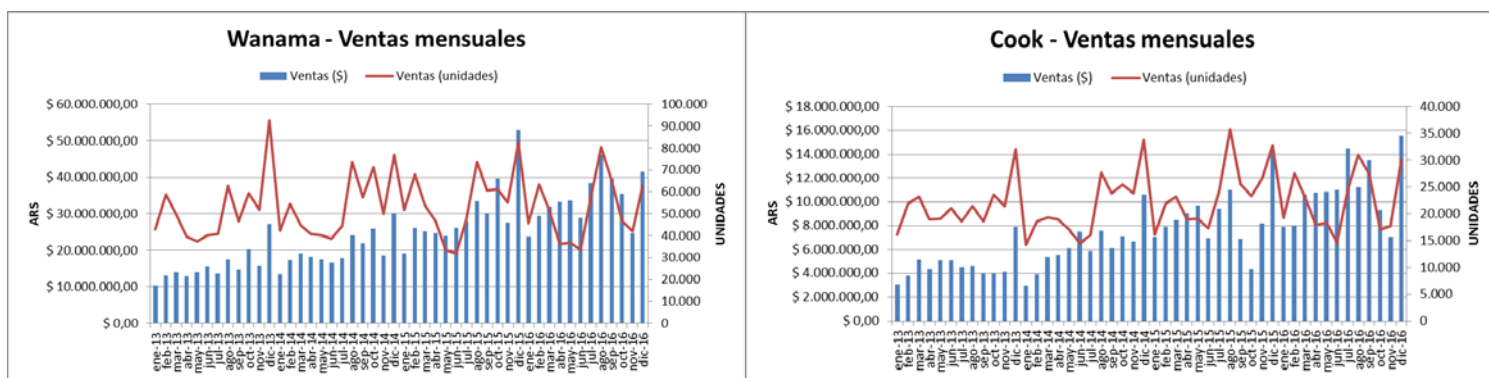 Wanama - Ventas mensuales
Ventas ($) Ventas (unidades)
ARS
$ 60.000.000,00
$ 50.000.000,00
$ 40.000.000,00
$ 30.000.000,00
$ 20.000.000,00
$ 10.000.000,00
$ 0,00
100.000
90.000
80.000
70.000
60.000
50.000
40.000
30.000
20.000
10.000
0
UNIDADES
ene-13
feb-13
mar-13
abr-13
may-13
jun-13
jul-13
ago-13
sep-13
oct-13
nov-13
dic-13
ene-14
feb-14
mar-14
abr-14
may-14
jun-14
jul-14
ago-14
sep-14
oct-14
nov-14
dic-14
ene-15
feb-15
mar-15
abr-15
may-15
jun-15
jul-15
ago-15
sep-15
oct-15
nov-15
dic-15
ene-16
feb-16
mar-16
abr-16
may-16
jun-16
jul-16
ago-16
sep-16
oct-16
nov-16
dic-16
Cook - Ventas mensuales
Ventas ($) Ventas (unidades)
ARS
$ 18.000.000,00
$ 16.000.000,00
$ 14.000.000,00
$ 12.000.000,00
$ 10.000.000,00
$ 8.000.000,00
$ 6.000.000,00
$ 4.000.000,00
$ 2.000.000,00
$ 0,00
40.000
35.000
30.000
25.000
20.000
15.000
10.000
5.000
0
UNIDADES
ene-13
feb-13
mar-13
abr-13
may-13
jun-13
jul-13
ago-13
sep-13
oct-13
nov-13
dic-13
ene-14
feb-14
mar-14
abr-14
may-14
jun-14
jul-14
ago-14
sep-14
oct-14
nov-14
dic-14
ene-15
feb-15
mar-15
abr-15
may-15
jun-15
jul-15
ago-15
sep-15
oct-15
nov-15
dic-15
ene-16
feb-16
mar-16
abr-16
may-16
jun-16
jul-16
ago-16
sep-16
oct-16
nov-16
dic-16